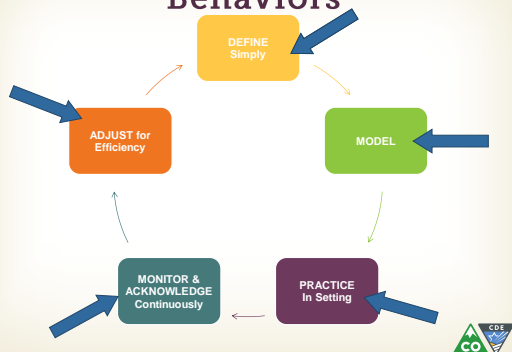 Behaviors
DEFINE
Simply
MODEL
PRACTICE
In Setting
MONITOR &
ACKNOWLEDGE
Continuously
ADJUST for
Efficiency
CO
CDE